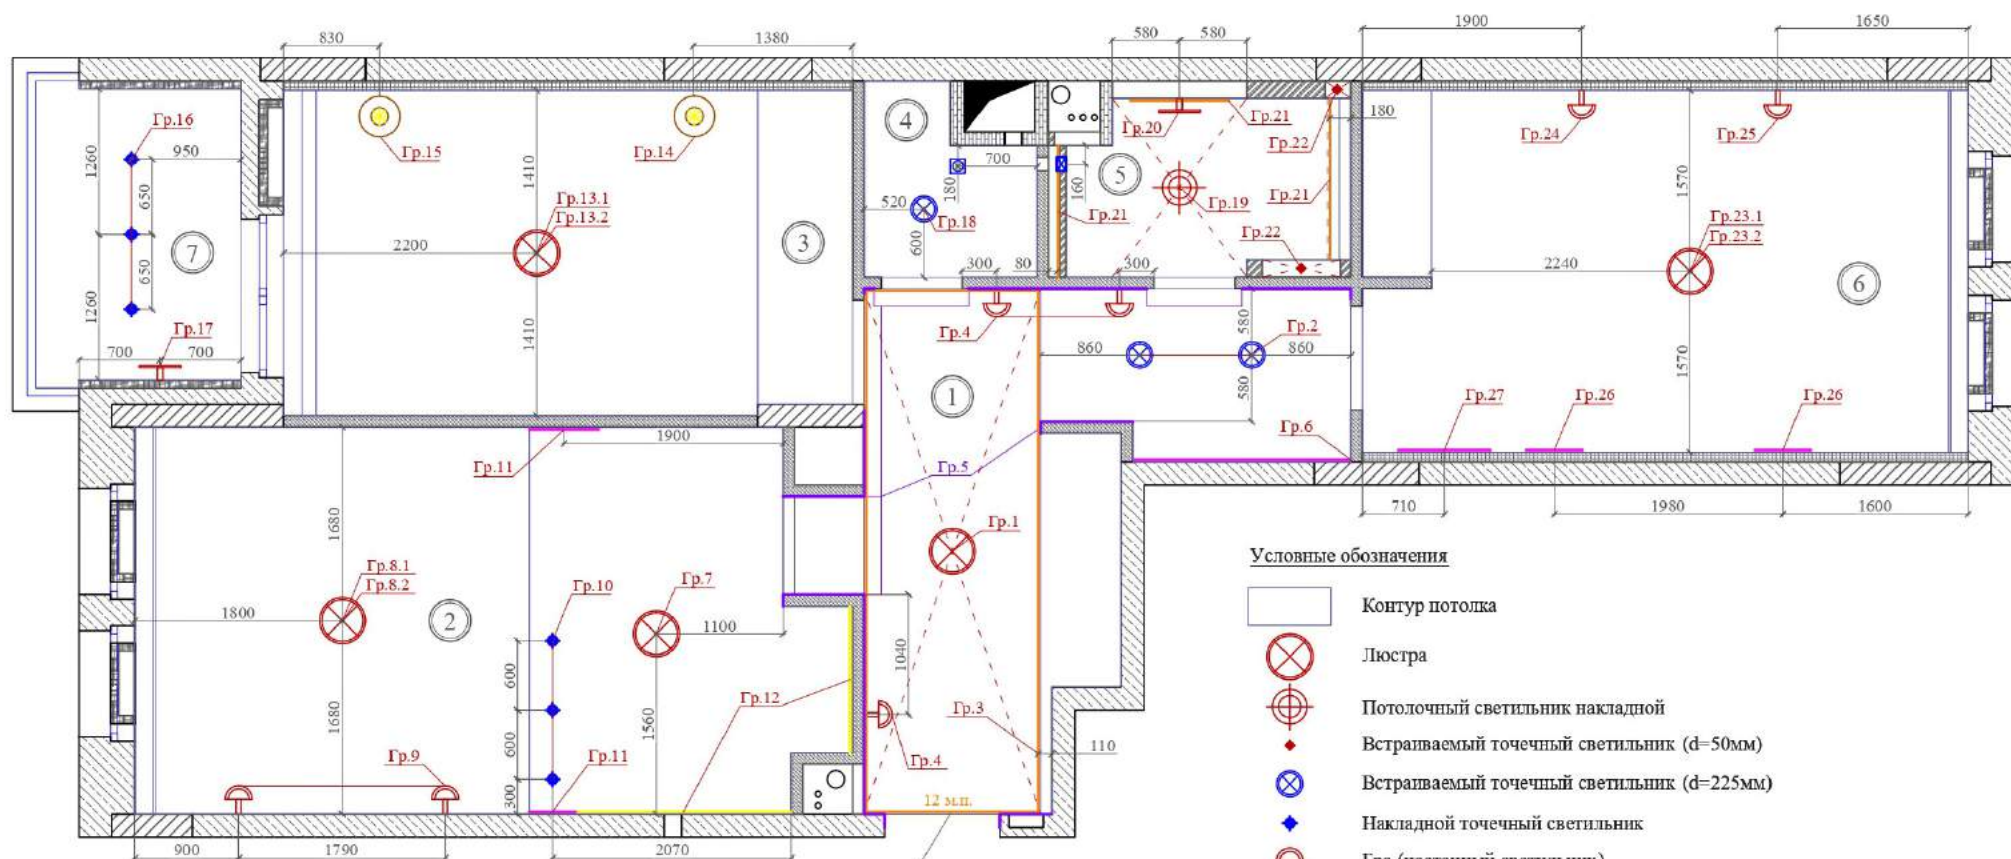 830
1380
580
580
1900
1650
Гр.16
950
1260
650
650
1260
7
Гр.17
700
700
Гр.15
Гр.14
1410
Гр.13.1
Гр.13.2
2200
1410
3
4
700
180
520
Гр.18
600
300
80
Гр.20
Гр.21
Гр.22
180
5
160
Гр.19
Гр.21
Гр.21
Гр.22
300
Гр.4
580
Гр.2
860
860
580
1
Гр.6
Гр.24
Гр.25
1570
Гр.23.1
Гр.23.2
2240
6
1570
Гр.27
Гр.26
Гр.26
710
1980
1600
1900
Гр.11
Гр.5
1680
Гр.8.1
Гр.8.2
1800
2
Гр.10
Гр.7
1100
Гр.1
600
1040
Гр.12
1680
1560
600
Гр.3
110
Гр.9
Гр.11
Гр.4
300
12 м.п.
900
1790
2070
Условные обозначения
Контур потолка
Люстра
Потолочный светильник накладной
Встраиваемый точечный светильник (d=50мм)
Встраиваемый точечный светильник (d=225мм)
Накладной точечный светильник
Бра (настенный светильник)